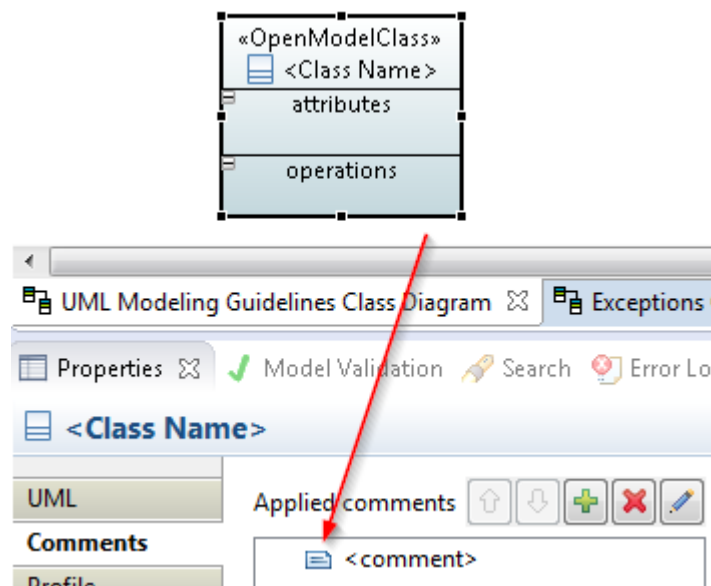 «OpenModelClass»
<Class Name>
attributes
operations
UML Modeling Guidelines Class Diagram
Exceptions
Properties
Model Validation
Search
Error Lo
<Class Name>
UML
Applied comments
Comments
<comment>
Profile